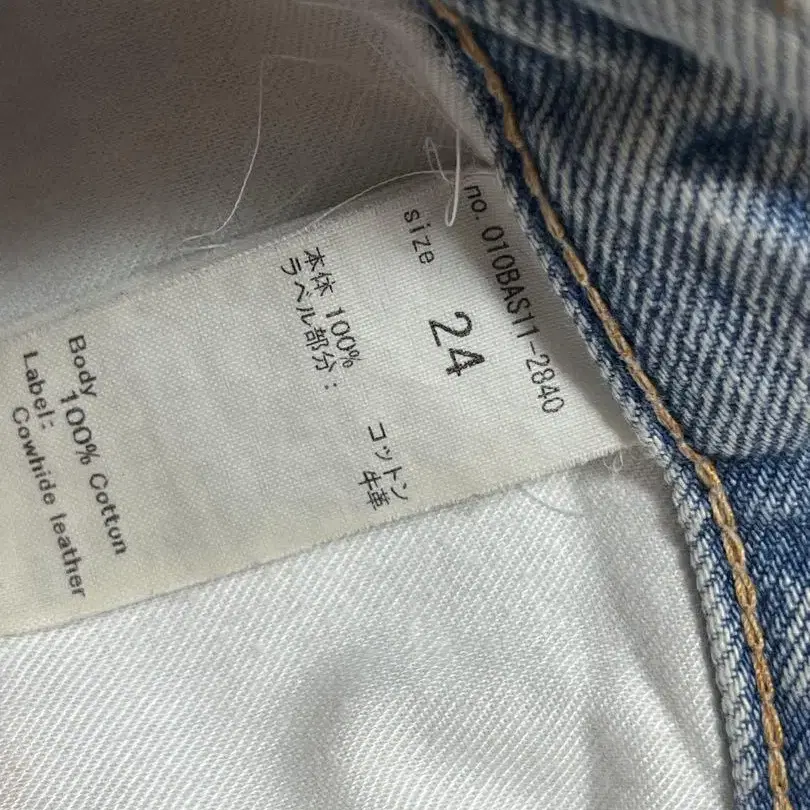 no. 010BAS11-2840
size 24
本体 100% コットン
ラベル部分: 牛革
Body
100% Cotton
Label:
Cowhide leather